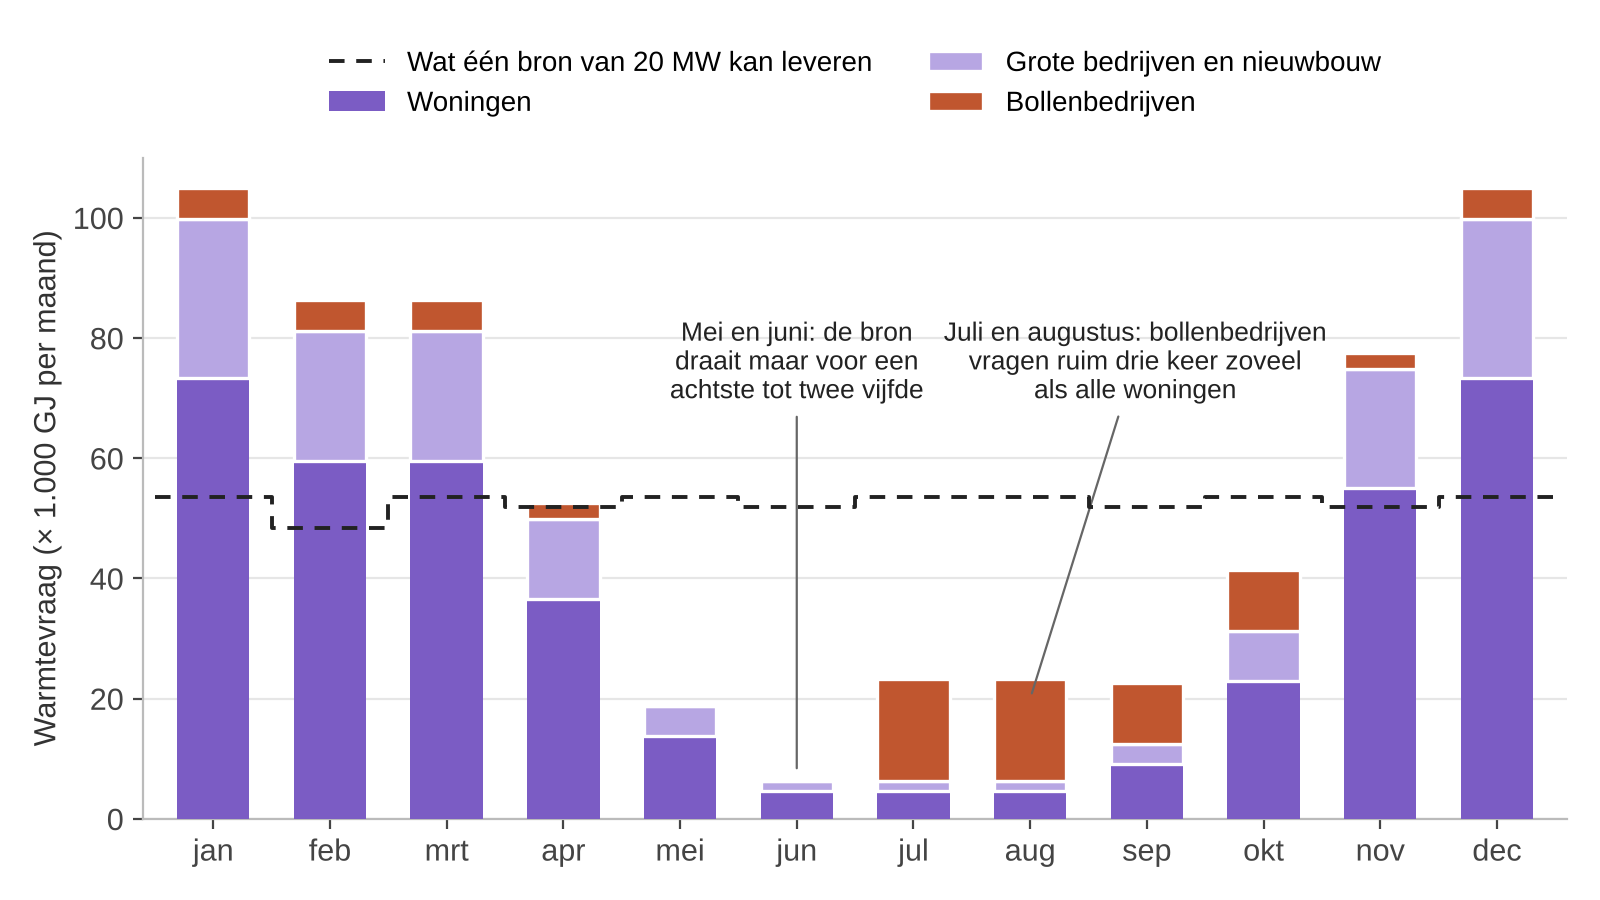 Wat één bron van 20 MW kan leveren
Woningen
Grote bedrijven en nieuwbouw
Bollenbedrijven
Warmtevraag (× 1.000 GJ per maand)
100
80
60
40
20
0
Mei en juni: de bron
draait maar voor een
achtste tot twee vijfde
Juli en augustus: bollenbedrijven
vragen ruim drie keer zoveel
als alle woningen
jan feb mrt apr mei jun jul aug sep okt nov dec